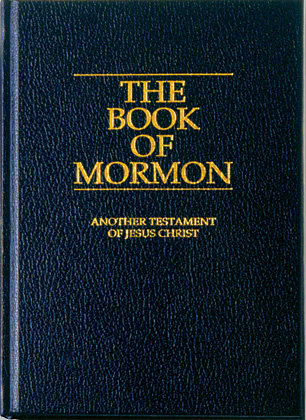 THE
BOOK
OF
MORMON
ANOTHER TESTAMENT
OF JESUS CHRIST